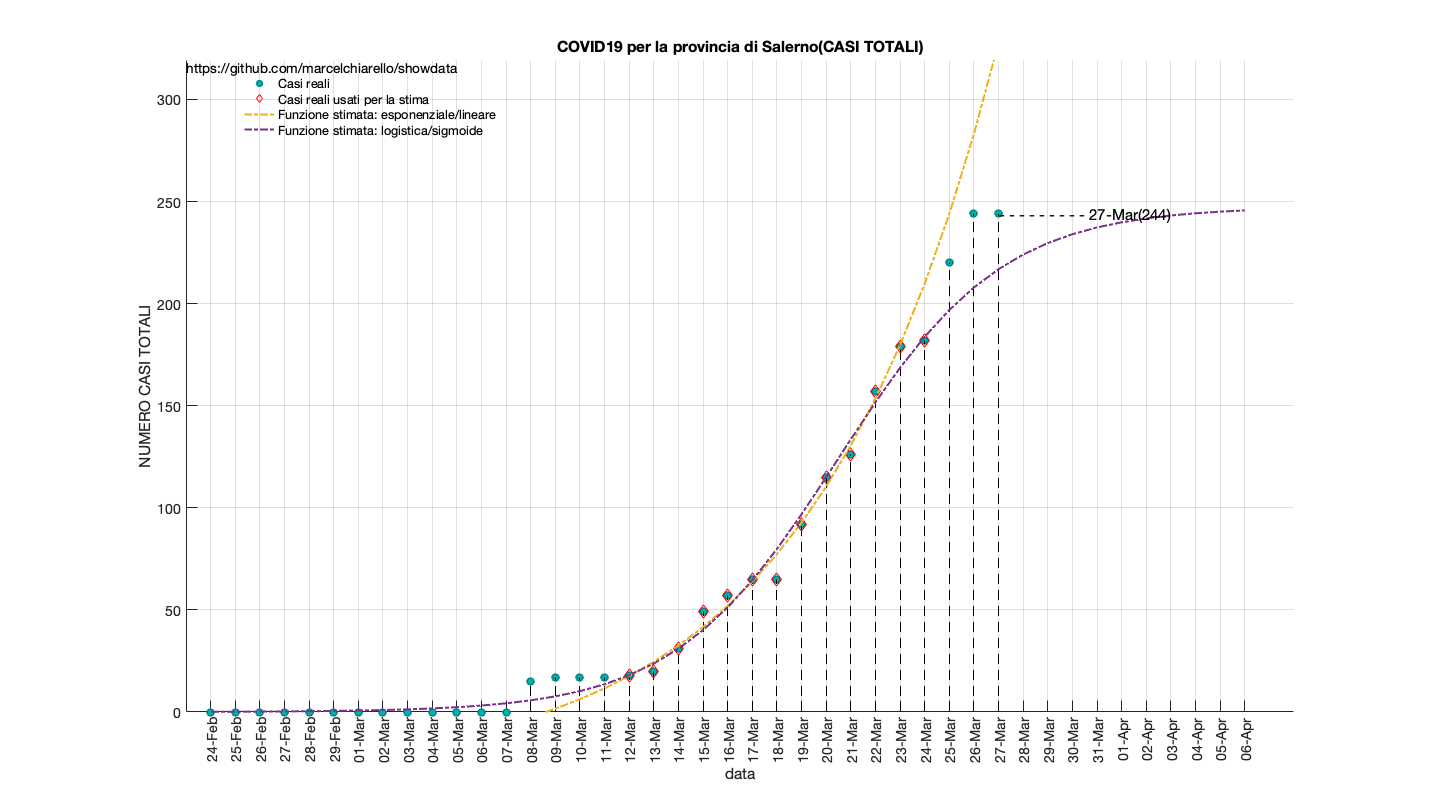 COVID19 per la provincia di Salerno(CASI TOTALI)
https://github.com/marcelchiarello/showdata
Casi reali
Casi reali usati per la stima
Funzione stimata: esponenziale/lineare
Funzione stimata: logistica/sigmoide
300
250
200
150
100
50
0
NUMERO CASI TOTALI
27-Mar(244)
24-Feb
25-Feb
26-Feb
27-Feb
28-Feb
29-Feb
01-Mar
02-Mar
03-Mar
04-Mar
05-Mar
06-Mar
07-Mar
08-Mar
09-Mar
10-Mar
11-Mar
12-Mar
13-Mar
14-Mar
15-Mar
16-Mar
17-Mar
18-Mar
19-Mar
20-Mar
21-Mar
22-Mar
23-Mar
24-Mar
25-Mar
26-Mar
27-Mar
28-Mar
29-Mar
30-Mar
31-Mar
01-Apr
02-Apr
03-Apr
04-Apr
05-Apr
06-Apr
data